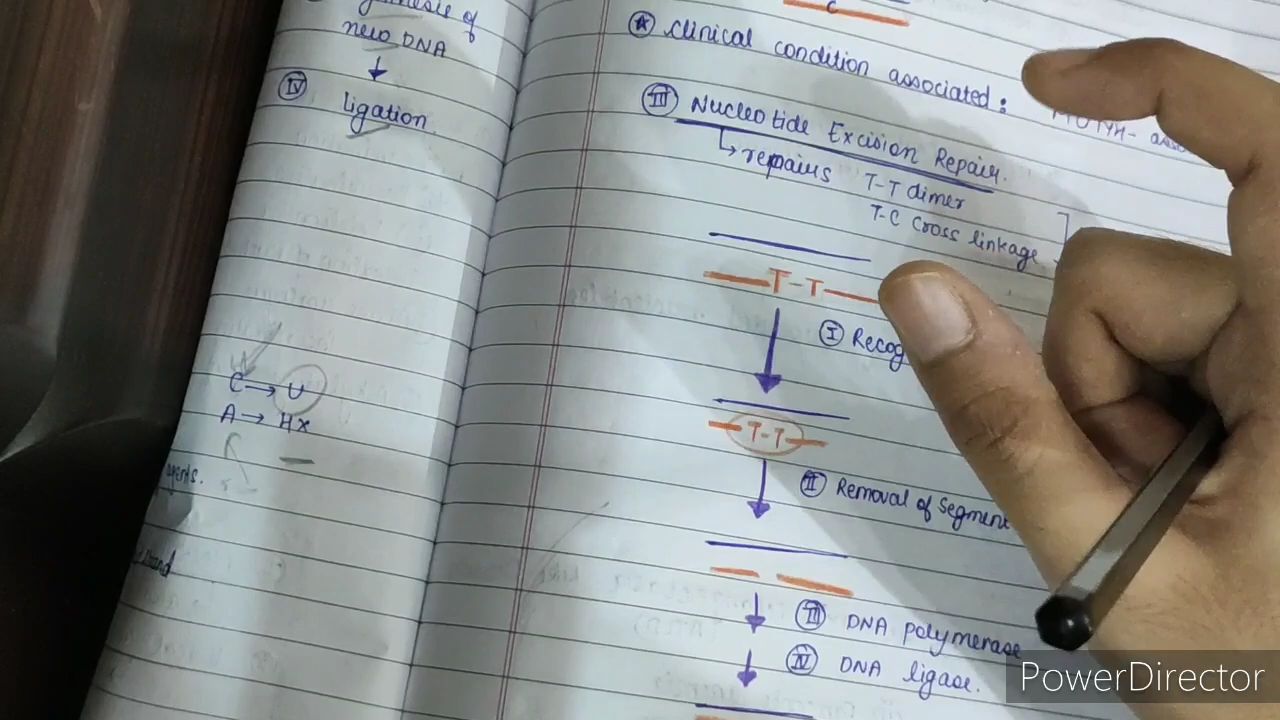 new DNA
IV ligation.
C → U
A → Hx
agents.
C
* Clinical condition associated:
III Nucleotide Excision Repair.
↳ repairs T-T dimer
T-C cross linkage
T-T
I Recog
T-T
II Removal of Segment
III DNA polymerase
IV DNA ligase.
PowerDirector